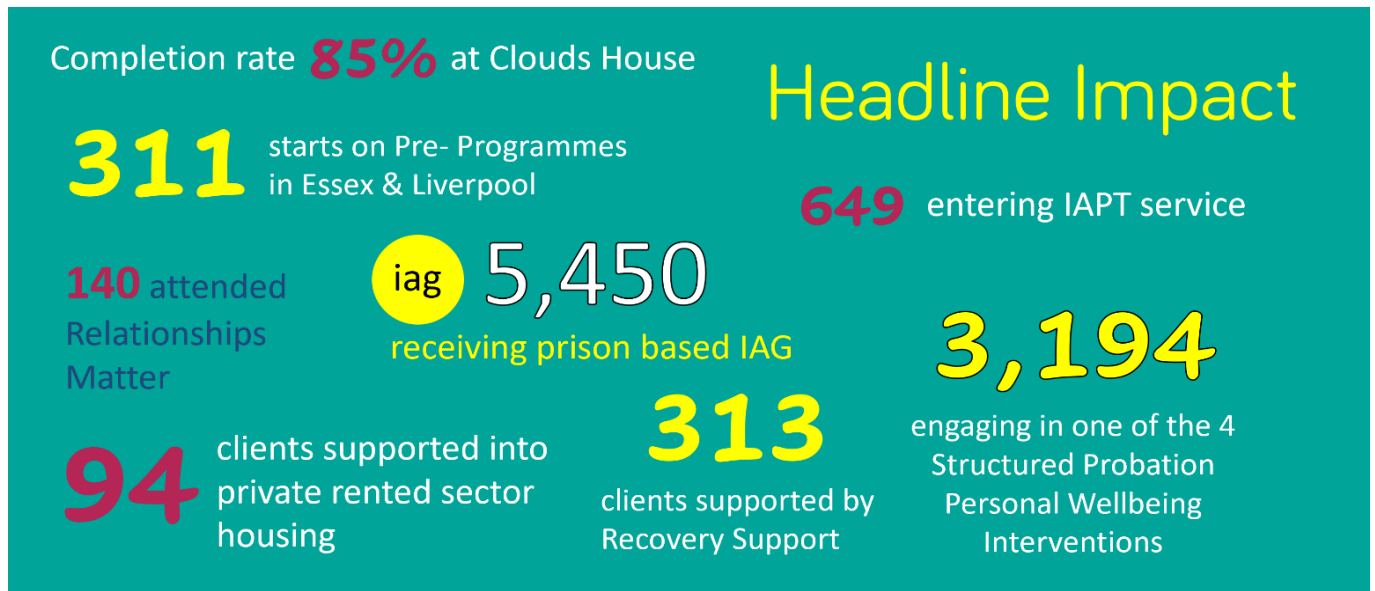 Completion rate 85% at Clouds House
Headline Impact
311 starts on Pre- Programmes
in Essex & Liverpool
649 entering IAPT service
140 attended
Relationships
Matter
iag 5,450
receiving prison based IAG
3,194
engaging in one of the 4
Structured Probation
Personal Wellbeing
Interventions
94 clients supported into
private rented sector
housing
313
clients supported by
Recovery Support